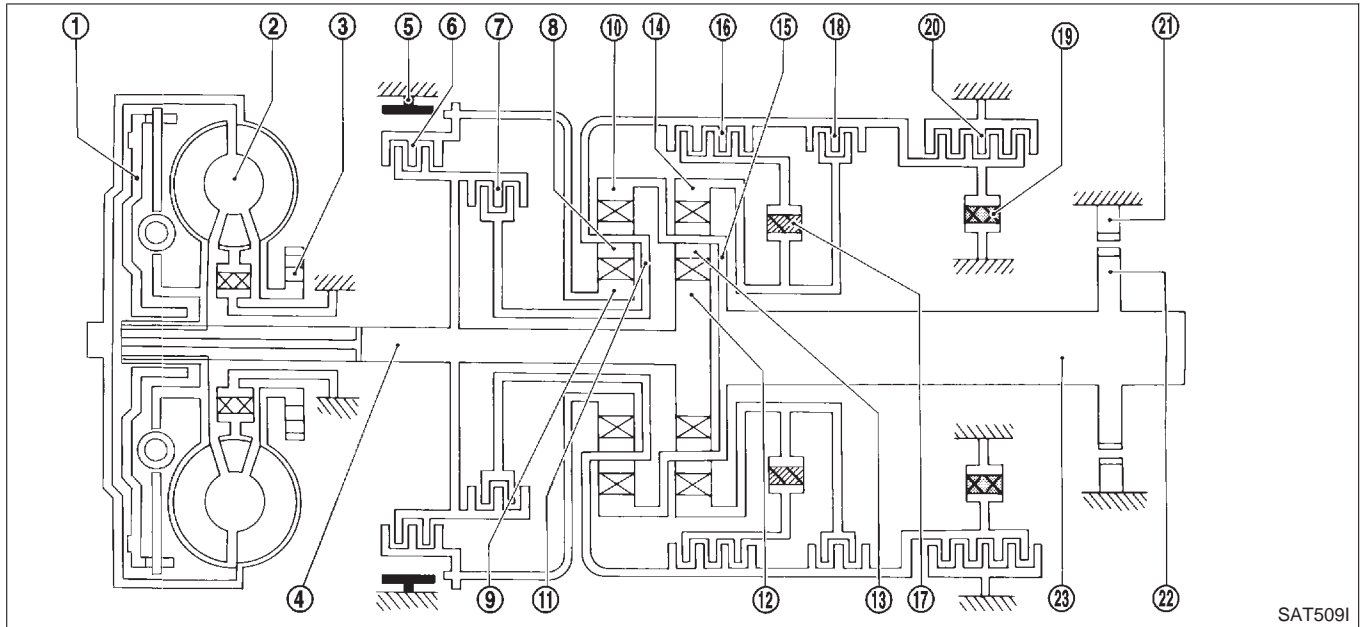 ① ② ③ ⑤ ⑥ ⑦ ⑧ ⑩ ⑭ ⑯ ⑮ ⑱ ⑳ ⑲ ㉑
④ ⑨ ⑪ ⑫ ⑬ ⑰ ㉓ ㉒
SAT509I